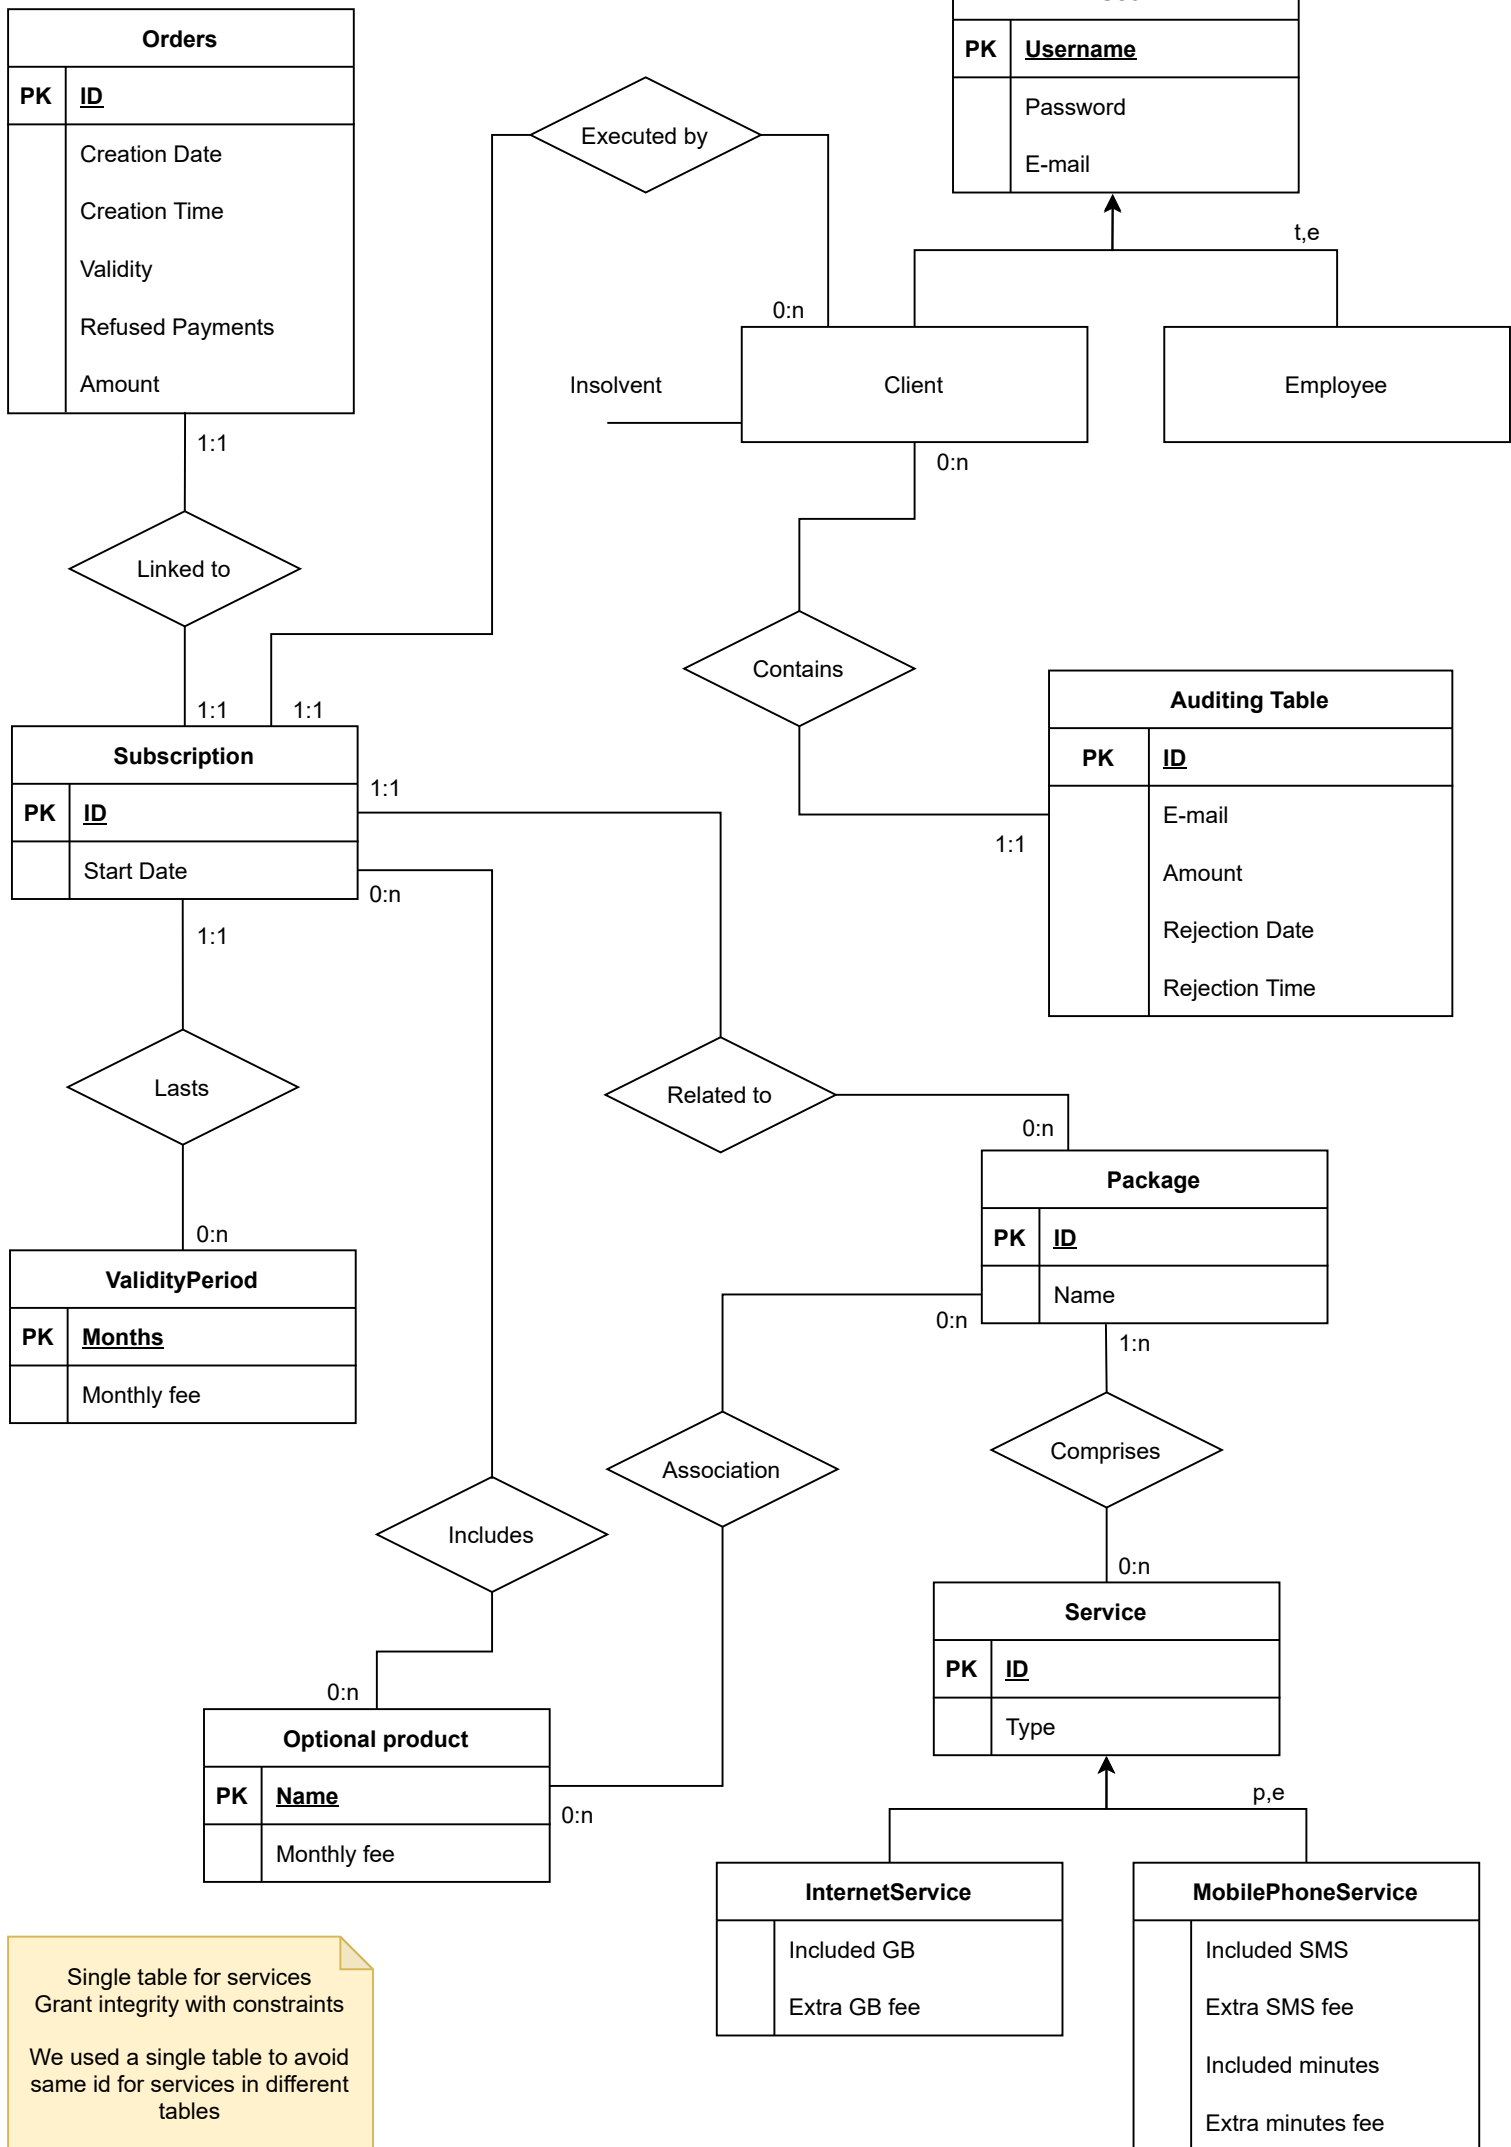 Orders
PK ID
Creation Date
Creation Time
Validity
Refused Payments
Amount
1:1
Linked to
1:1
1:1
Executed by
0:n
PK Username
Password
E-mail
t,e
Insolvent
Client
Employee
0:n
Contains
1:1
Auditing Table
PK ID
E-mail
Amount
Rejection Date
Rejection Time
Subscription
PK ID
Start Date
1:1
0:n
1:1
Lasts
0:n
ValidityPeriod
PK Months
Monthly fee
Related to
0:n
Package
PK ID
Name
0:n
1:n
Association
Comprises
Includes
0:n
0:n
Service
PK ID
Type
Optional product
PK Name
Monthly fee
0:n
p,e
InternetService
Included GB
Extra GB fee
MobilePhoneService
Included SMS
Extra SMS fee
Included minutes
Extra minutes fee
Single table for services
Grant integrity with constraints
We used a single table to avoid
same id for services in different
tables